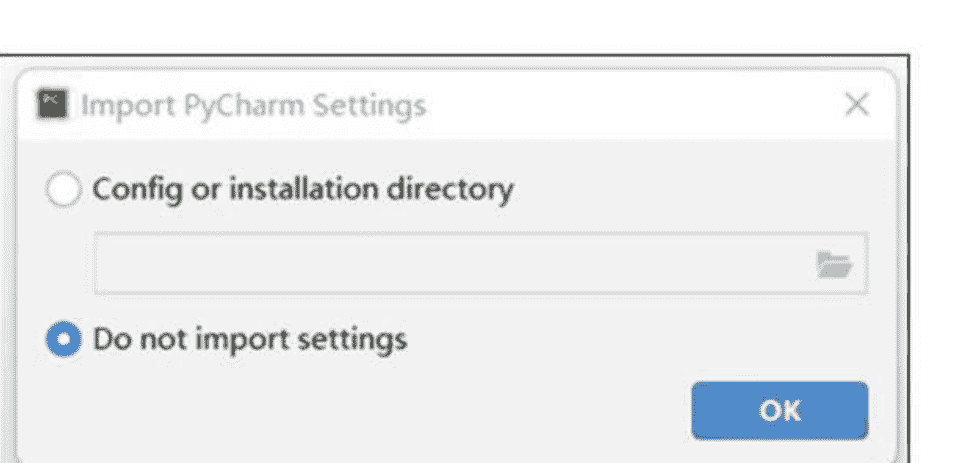 Import PyCharm Settings
Config or installation directory
Do not import settings
OK